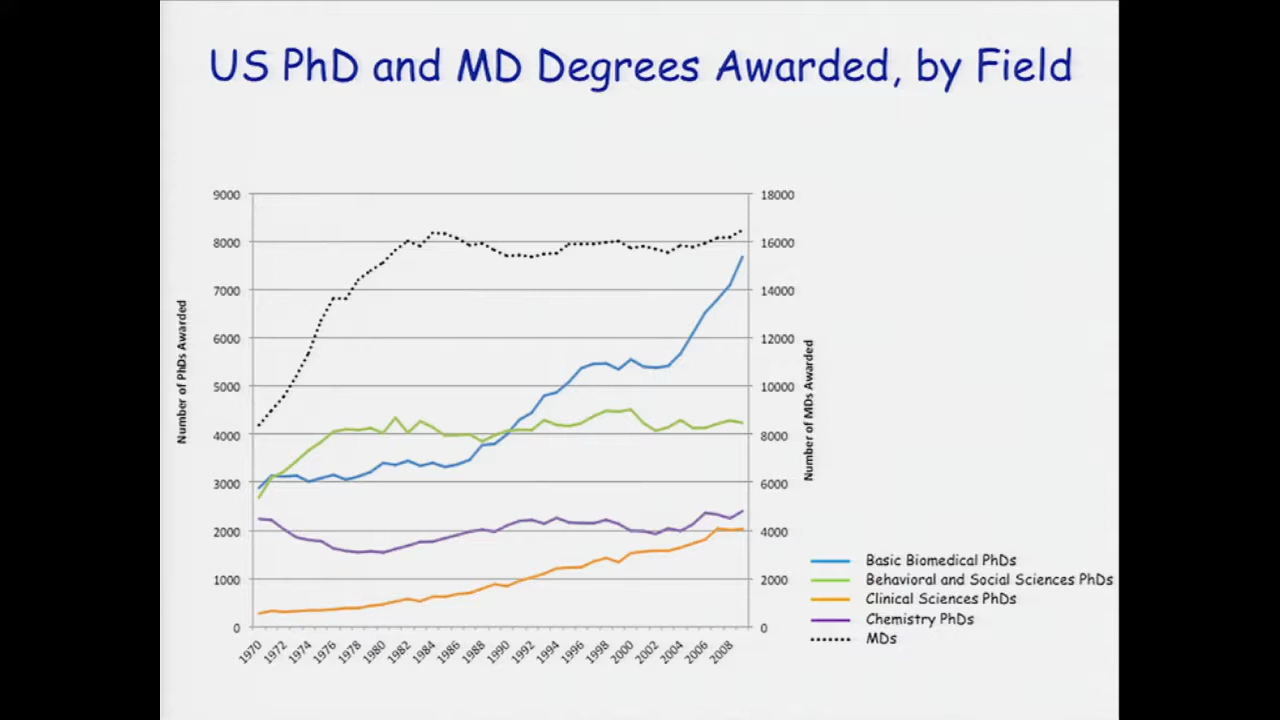 US PhD and MD Degrees Awarded, by Field
9000
8000
7000
6000
5000
4000
3000
2000
1000
0
Number of PhDs Awarded
18000
16000
14000
12000
10000
8000
6000
4000
2000
0
Number of MDs Awarded
1970 1972 1974 1976 1978 1980 1982 1984 1986 1988 1990 1992 1994 1996 1998 2000 2002 2004 2006 2008
Basic Biomedical PhDs
Behavioral and Social Sciences PhDs
Clinical Sciences PhDs
Chemistry PhDs
MDs